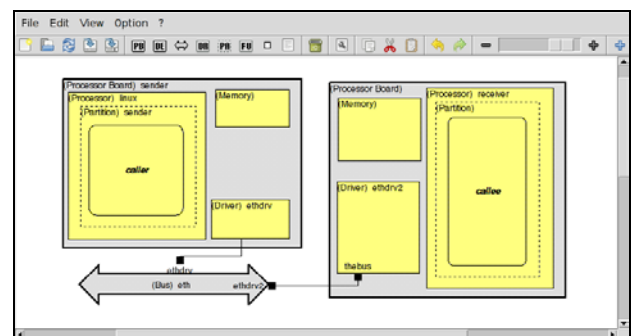 File Edit View Option ?
PB DL DR PR FU
(Processor Board) sender
(Processor) linux
(Memory)
(Partition) sender
caller
(Driver) ethdrv
ethdrv
(Bus) eth
ethdrv2
(Processor Board)
(Processor) receiver
(Memory)
(Partition)
callee
(Driver) ethdrv2
thebus